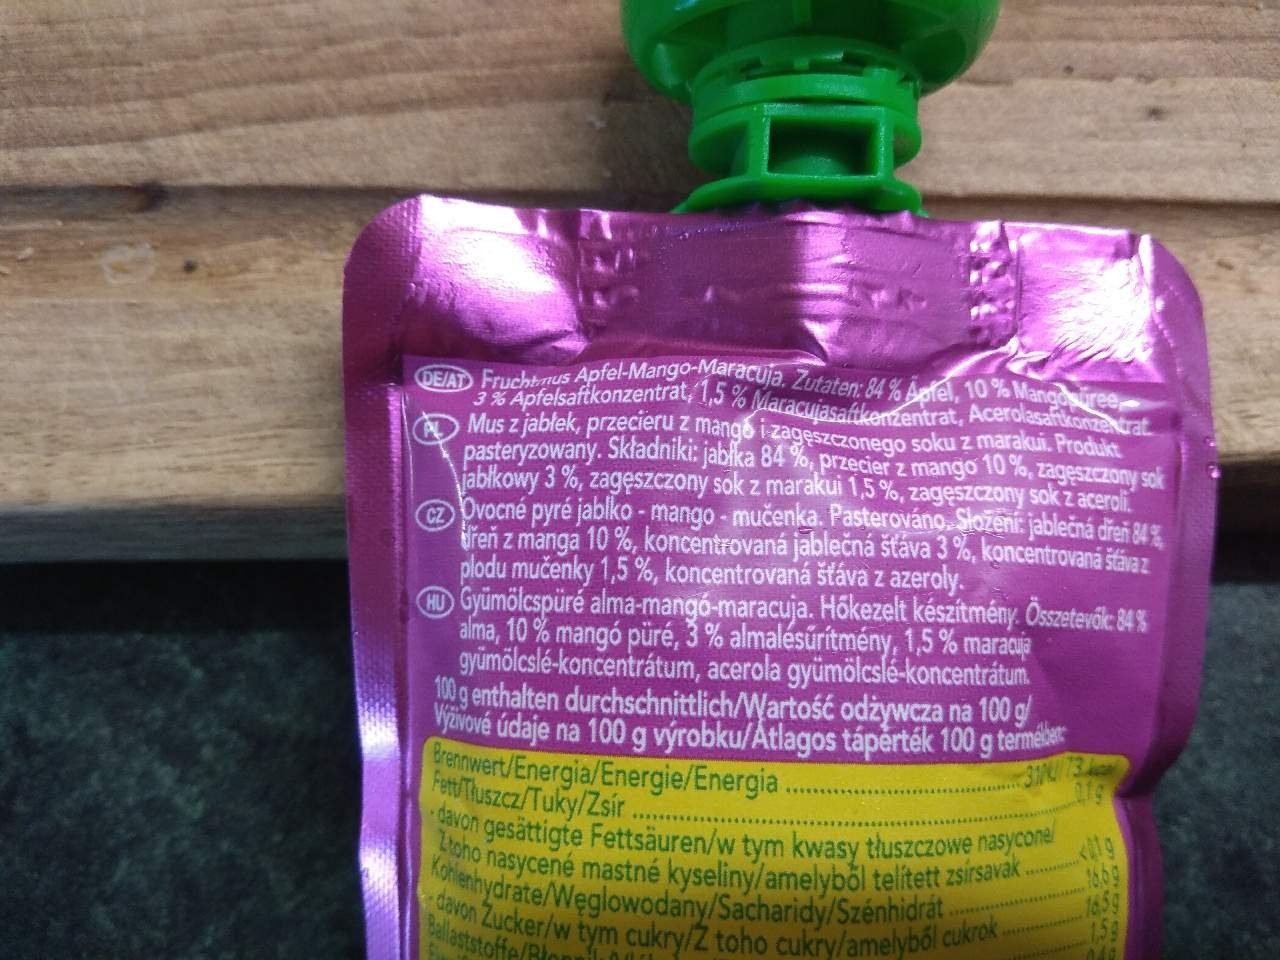 DE/AT Fruchtmus Apfel-Mango-Maracuja. Zutaten: 84 % Äpfel, 10 % Mangopüree,
3 % Apfelsaftkonzentrat, 1,5 % Maracujasaftkonzentrat, Acerolasaftkonzentrat.
PL Mus z jabłek, przecieru z mango i zagęszczonego soku z marakui. Produkt
pasteryzowany. Składniki: jabłka 84 %, przecier z mango 10 %, zagęszczony sok
jabłkowy 3 %, zagęszczony sok z marakui 1,5 %, zagęszczony sok z aceroli.
CZ Ovocné pyré jablko - mango - mučenka. Pasterováno. Složení: jablečná dřeň 84 %,
dřeň z manga 10 %, koncentrovaná jablečná šťáva 3 %, koncentrovaná šťáva z
plodu mučenky 1,5 %, koncentrovaná šťáva z azeroly.
HU Gyümölcspüré alma-mangó-maracuja. Hőkezelt készítmény. Összetevők: 84 %
alma, 10 % mangó püré, 3 % almalésűrítmény, 1,5 % maracuja
gyümölcslé-koncentrátum, acerola gyümölcslé-koncentrátum.
100 g enthalten durchschnittlich/Wartość odżywcza na 100 g/
Výživové údaje na 100 g výrobku/Átlagos tápérték 100 g termékben:
Brennwert/Energia/Energie/Energia 310 kJ/73 kcal
Fett/Tłuszcz/Tuky/Zsír 0,1 g
- davon gesättigte Fettsäuren/w tym kwasy tłuszczowe nasycone/
Z toho nasycené mastné kyseliny/amelyből telített zsírsavak <0,1 g
Kohlenhydrate/Węglowodany/Sacharidy/Szénhidrát 16,6 g
- davon Zucker/w tym cukry/Z toho cukry/amelyből cukrok 16,5 g
Ballaststoffe/Błonnik 1,5 g